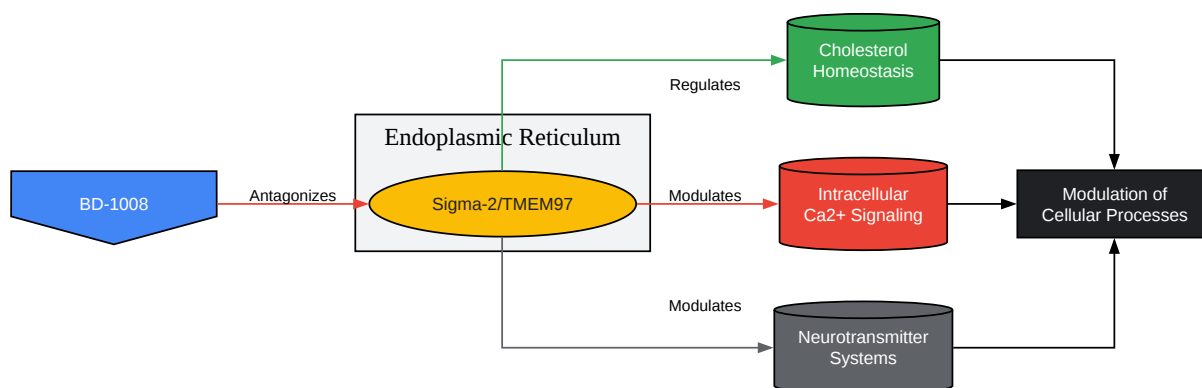 Cholesterol
Homeostasis
Regulates
Endoplasmic Reticulum
BD-1008
Antagonizes
Sigma-2/TMEM97
Modulates
Intracellular
Ca2+ Signaling
Modulation of
Cellular Processes
Modulates
Neurotransmitter
Systems